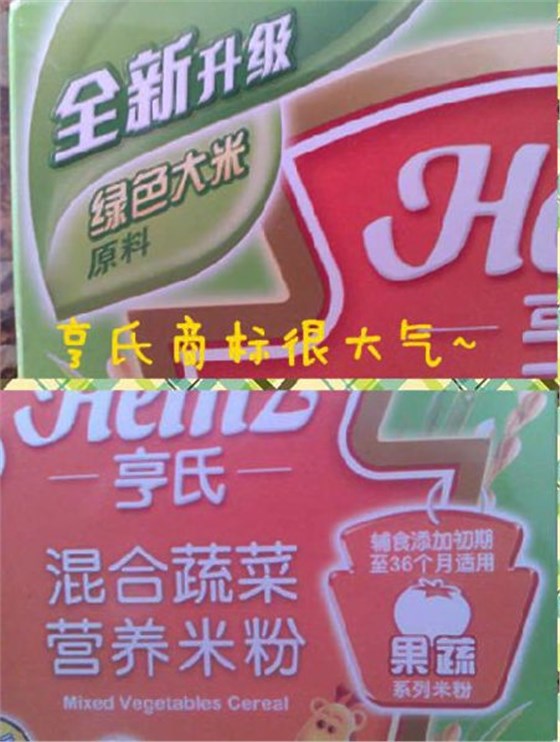 全新升级
绿色大米
原料
He
亨
亨氏商标很大气~
Heinz
亨氏
混合蔬菜
营养米粉
Mixed Vegetables Cereal
辅食添加初期
至36个月适用
果蔬
系列米粉